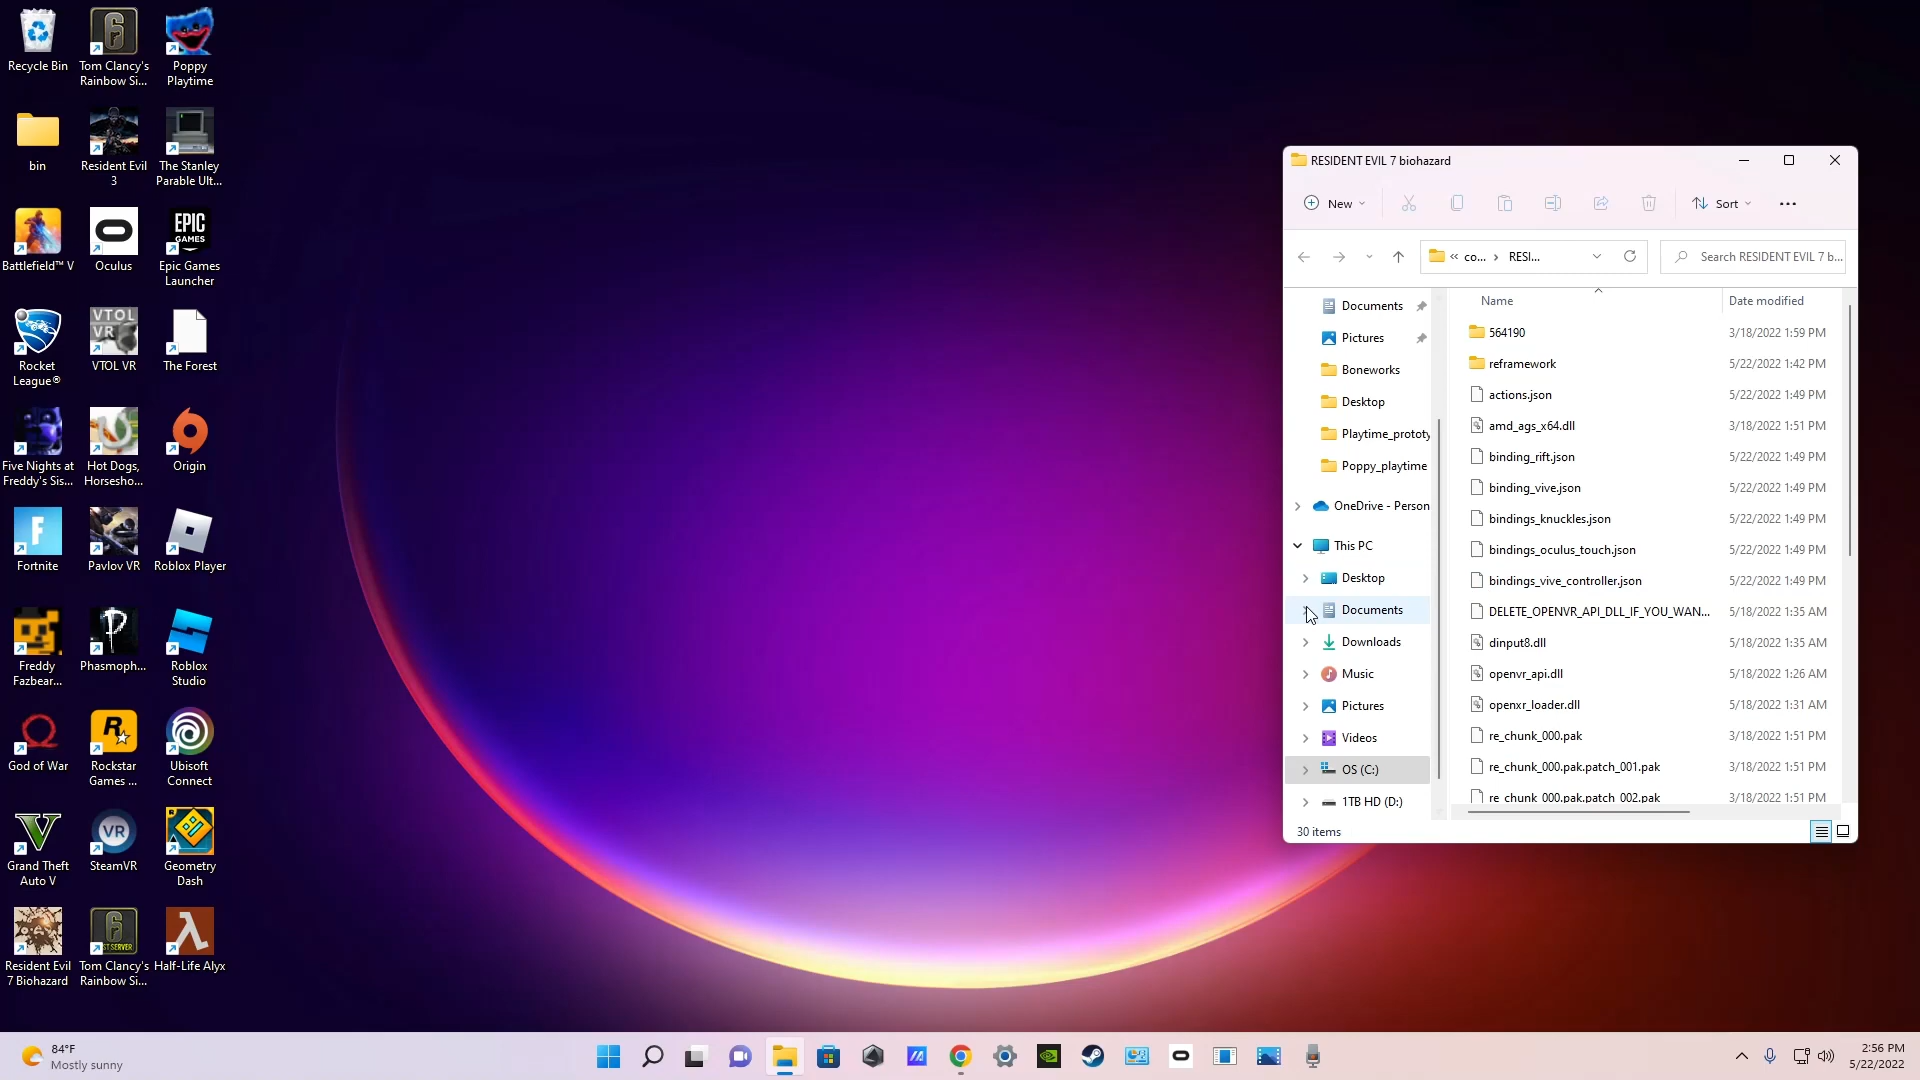 Recycle Bin
Tom Clancy's
Rainbow Si...
Poppy
Playtime
bin
Resident Evil
3
The Stanley
Parable Ult...
Battlefield™ V
Oculus
EPIC
GAMES
Epic Games
Launcher
Rocket
League®
VTOL
VR
VTOL VR
The Forest
Five Nights at
Freddy's Sis...
Hot Dogs,
Horsesho...
Origin
Fortnite
Pavlov VR
Roblox Player
Freddy
Fazbear...
Phasmoph...
Roblox
Studio
God of War
Rockstar
Games ...
Ubisoft
Connect
Grand Theft
Auto V
VR
SteamVR
Geometry
Dash
Resident Evil
7 Biohazard
Tom Clancy's
Rainbow Si...
Half-Life Alyx
RESIDENT EVIL 7 biohazard
New
Sort
« co... › RESI...
Search RESIDENT EVIL 7 b...
Documents
Pictures
Boneworks
Desktop
Playtime_prototy
Poppy_playtime
OneDrive - Person
This PC
Desktop
Documents
Downloads
Music
Pictures
Videos
OS (C:)
1TB HD (D:)
Name Date modified
564190 3/18/2022 1:59 PM
reframework 5/22/2022 1:42 PM
actions.json 5/22/2022 1:49 PM
amd_ags_x64.dll 3/18/2022 1:51 PM
binding_rift.json 5/22/2022 1:49 PM
binding_vive.json 5/22/2022 1:49 PM
bindings_knuckles.json 5/22/2022 1:49 PM
bindings_oculus_touch.json 5/22/2022 1:49 PM
bindings_vive_controller.json 5/22/2022 1:49 PM
DELETE_OPENVR_API_DLL_IF_YOU_WAN... 5/18/2022 1:35 AM
dinput8.dll 5/18/2022 1:35 AM
openvr_api.dll 5/18/2022 1:26 AM
openxr_loader.dll 5/18/2022 1:31 AM
re_chunk_000.pak 3/18/2022 1:51 PM
re_chunk_000.pak.patch_001.pak 3/18/2022 1:51 PM
re_chunk_000.pak.patch_002.pak 3/18/2022 1:51 PM
30 items
84°F
Mostly sunny
2:56 PM
5/22/2022